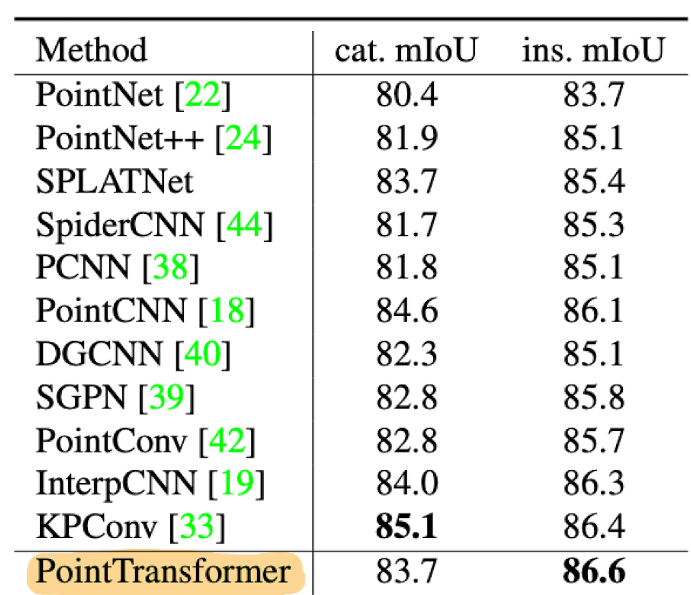 Method cat. mIoU ins. mIoU
PointNet [22] 80.4 83.7
PointNet++ [24] 81.9 85.1
SPLATNet 83.7 85.4
SpiderCNN [44] 81.7 85.3
PCNN [38] 81.8 85.1
PointCNN [18] 84.6 86.1
DGCNN [40] 82.3 85.1
SGPN [39] 82.8 85.8
PointConv [42] 82.8 85.7
InterpCNN [19] 84.0 86.3
KPConv [33] 85.1 86.4
PointTransformer 83.7 86.6